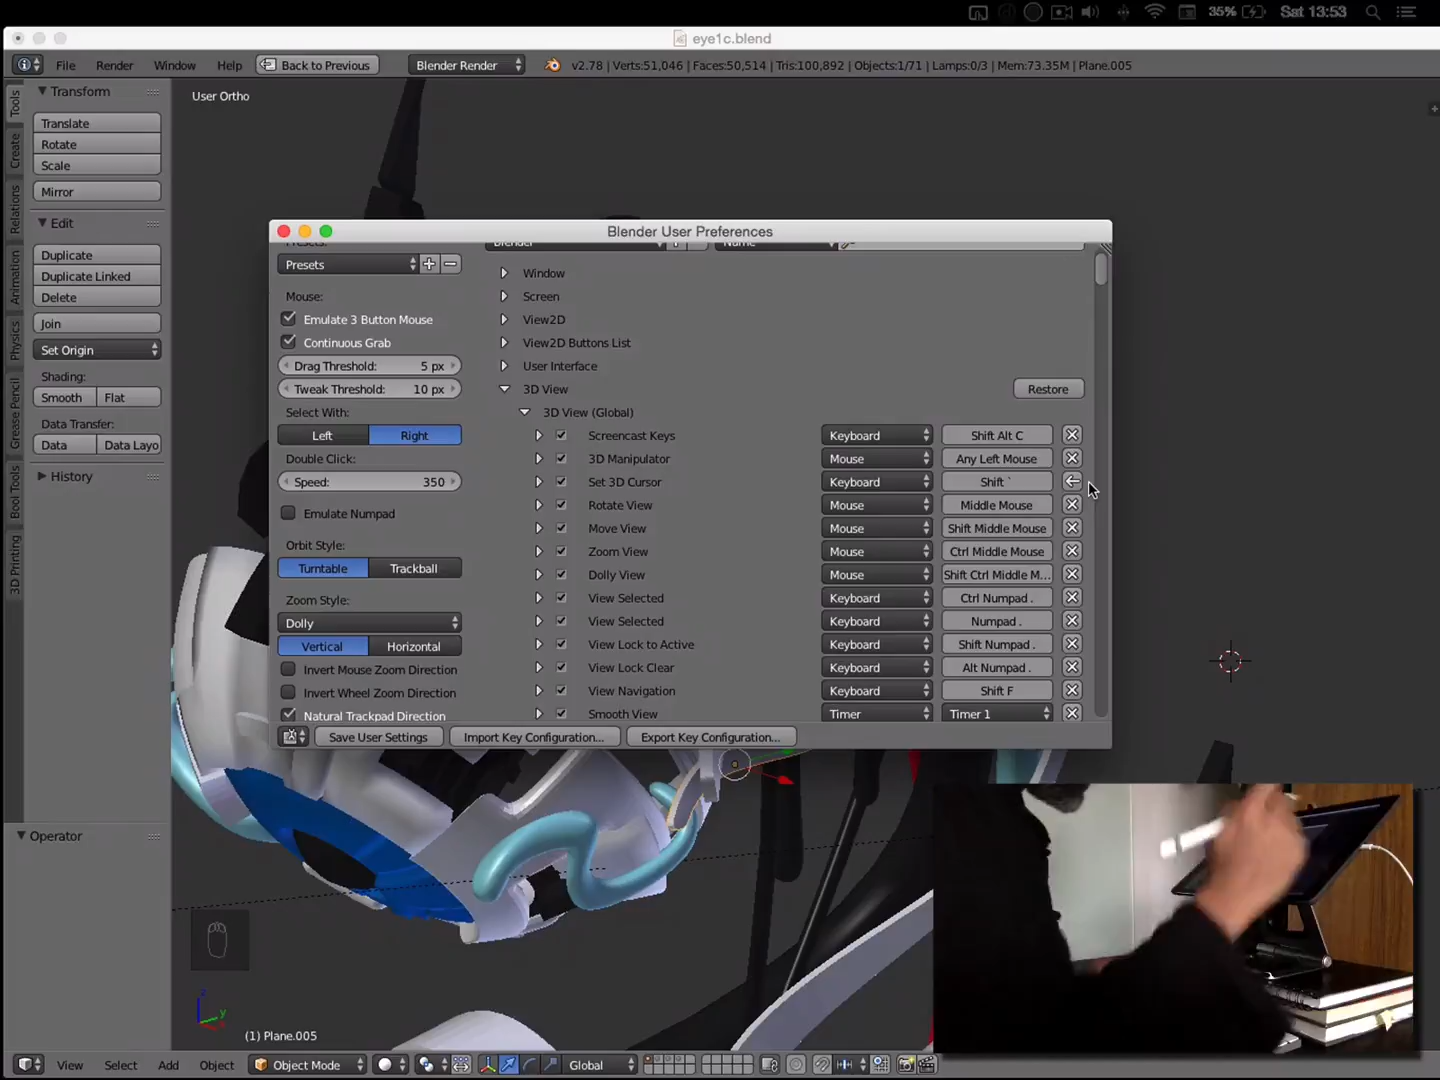 35% Sat 13:53
eye1c.blend
File Render Window Help Back to Previous Blender Render v2.78 | Verts:51,046 | Faces:50,514 | Tris:100,892 | Objects:1/71 | Lamps:0/3 | Mem:73.35M | Plane.005
Tools
Create
Relations
Animation
Physics
Grease Pencil
Bool Tools
3D Printing
Transform
Translate
Rotate
Scale
Mirror
Edit
Duplicate
Duplicate Linked
Delete
Join
Set Origin
Shading:
Smooth Flat
Data Transfer:
Data Data Layo
History
Operator
User Ortho
Blender User Preferences
Presets:
Presets
Mouse:
Emulate 3 Button Mouse
Continuous Grab
Drag Threshold: 5 px
Tweak Threshold: 10 px
Select With:
Left Right
Double Click:
Speed: 350
Emulate Numpad
Orbit Style:
Turntable Trackball
Zoom Style:
Dolly
Vertical Horizontal
Invert Mouse Zoom Direction
Invert Wheel Zoom Direction
Natural Trackpad Direction
Blender Name
Window
Screen
View2D
View2D Buttons List
User Interface
3D View Restore
3D View (Global)
Screencast Keys Keyboard Shift Alt C
3D Manipulator Mouse Any Left Mouse
Set 3D Cursor Keyboard Shift `
Rotate View Mouse Middle Mouse
Move View Mouse Shift Middle Mouse
Zoom View Mouse Ctrl Middle Mouse
Dolly View Mouse Shift Ctrl Middle M...
View Selected Keyboard Ctrl Numpad .
View Selected Keyboard Numpad .
View Lock to Active Keyboard Shift Numpad .
View Lock Clear Keyboard Alt Numpad .
View Navigation Keyboard Shift F
Smooth View Timer Timer 1
Save User Settings Import Key Configuration... Export Key Configuration...
z
y
x
(1) Plane.005
View Select Add Object Object Mode Global